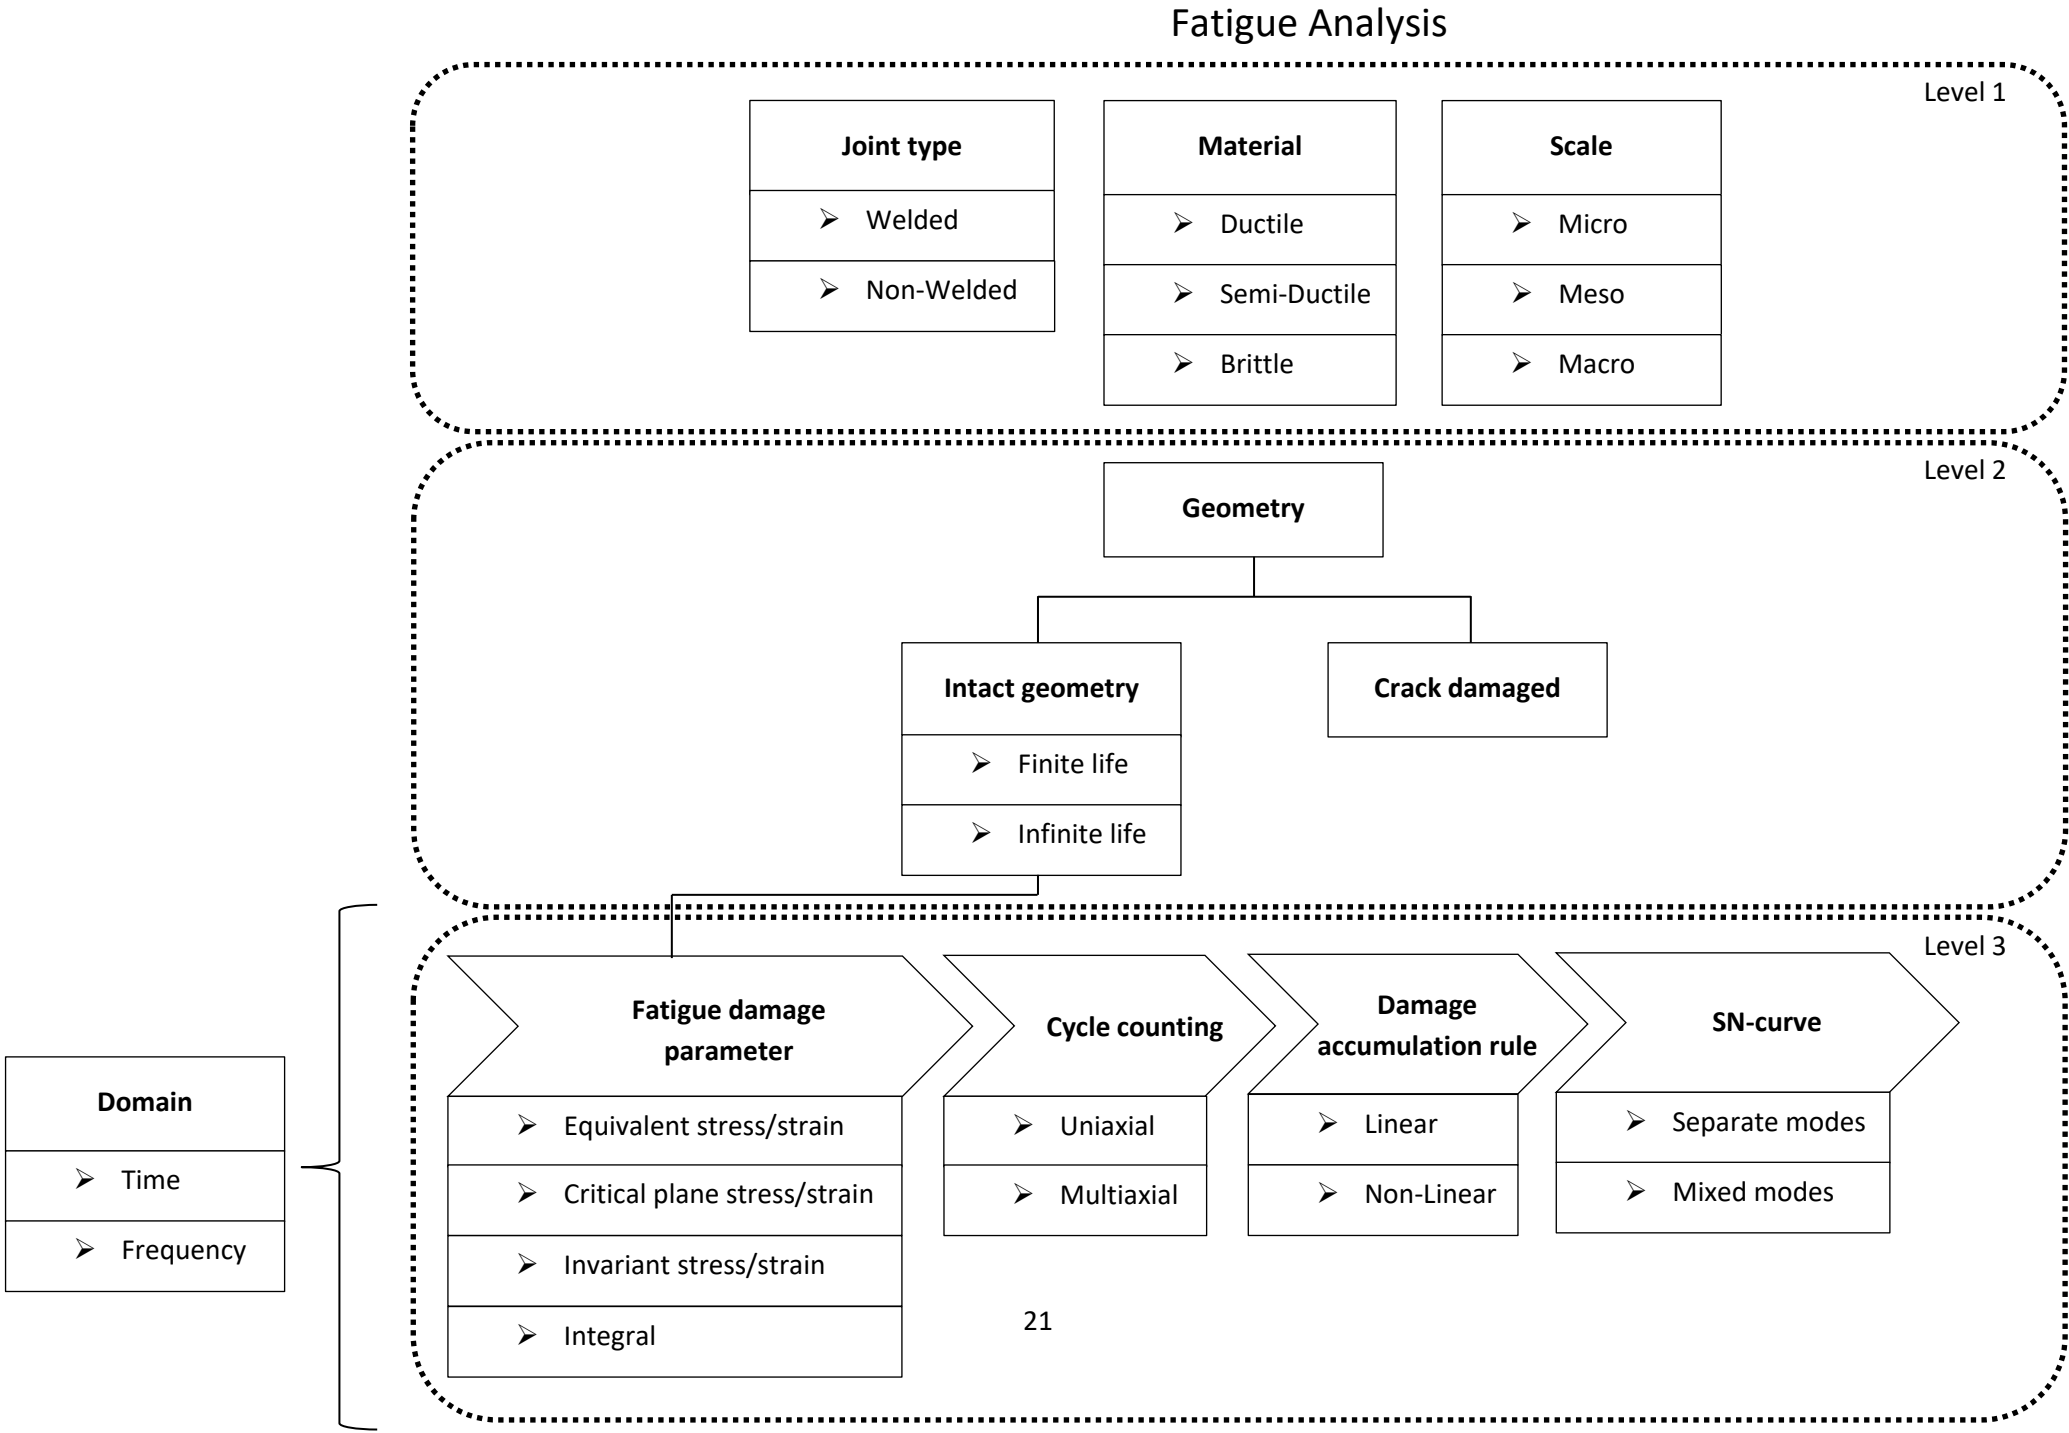 Fatigue Analysis
Level 1
Joint type
Welded
Non-Welded
Material
Ductile
Semi-Ductile
Brittle
Scale
Micro
Meso
Macro
Level 2
Geometry
Intact geometry
Finite life
Infinite life
Crack damaged
Level 3
Domain
Time
Frequency
Fatigue damage
parameter
Equivalent stress/strain
Critical plane stress/strain
Invariant stress/strain
Integral
Cycle counting
Uniaxial
Multiaxial
Damage
accumulation rule
Linear
Non-Linear
SN-curve
Separate modes
Mixed modes
21